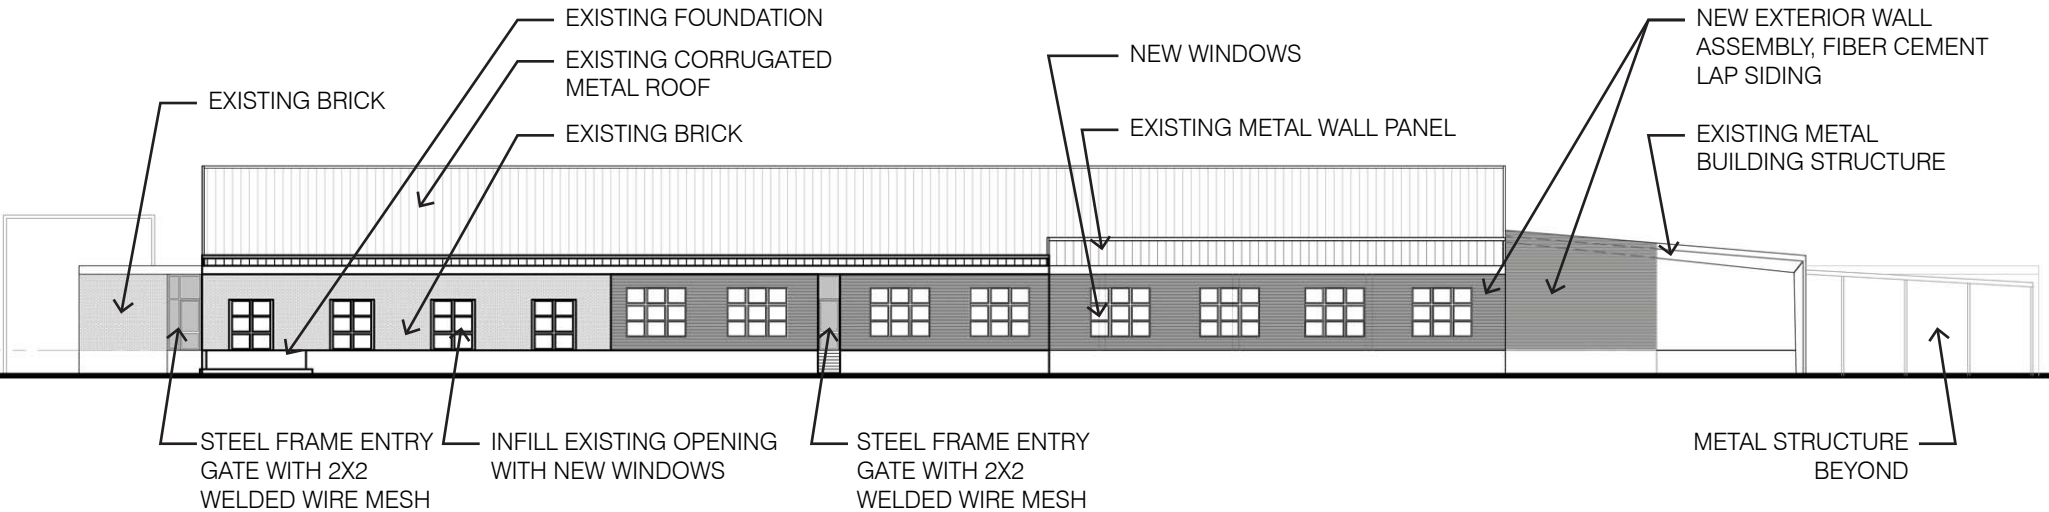 EXISTING FOUNDATION
EXISTING CORRUGATED
METAL ROOF
EXISTING BRICK
EXISTING BRICK
NEW WINDOWS
EXISTING METAL WALL PANEL
NEW EXTERIOR WALL
ASSEMBLY, FIBER CEMENT
LAP SIDING
EXISTING METAL
BUILDING STRUCTURE
STEEL FRAME ENTRY
GATE WITH 2X2
WELDED WIRE MESH
INFILL EXISTING OPENING
WITH NEW WINDOWS
STEEL FRAME ENTRY
GATE WITH 2X2
WELDED WIRE MESH
METAL STRUCTURE
BEYOND